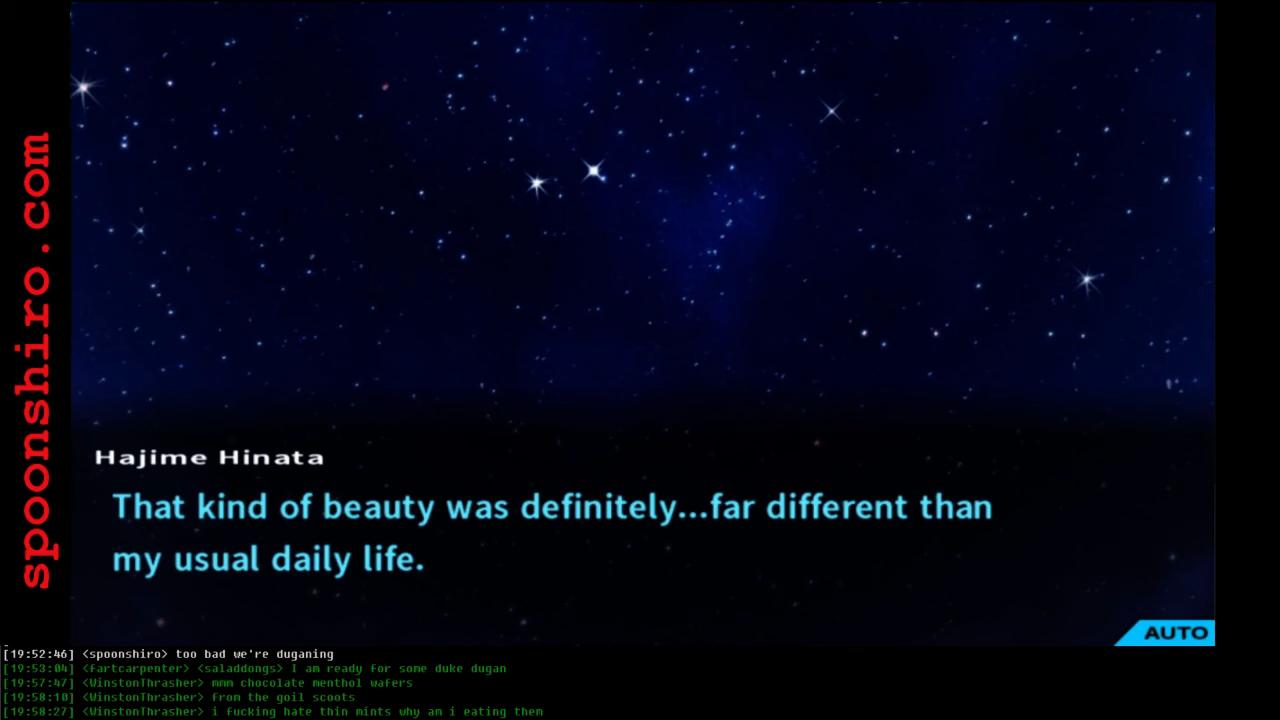 spoonshiro.com
Hajime Hinata
That kind of beauty was definitely...far different than
my usual daily life.
AUTO
[19:52:46] <spoonshiro> too bad we're duganing
[19:53:04] <fartcarpenter> <saladdongs> I am ready for some duke dugan
[19:57:47] <WinstonThrasher> mmm chocolate menthol wafers
[19:58:10] <WinstonThrasher> from the goil scoots
[19:58:27] <WinstonThrasher> i fucking hate thin mints why am i eating them